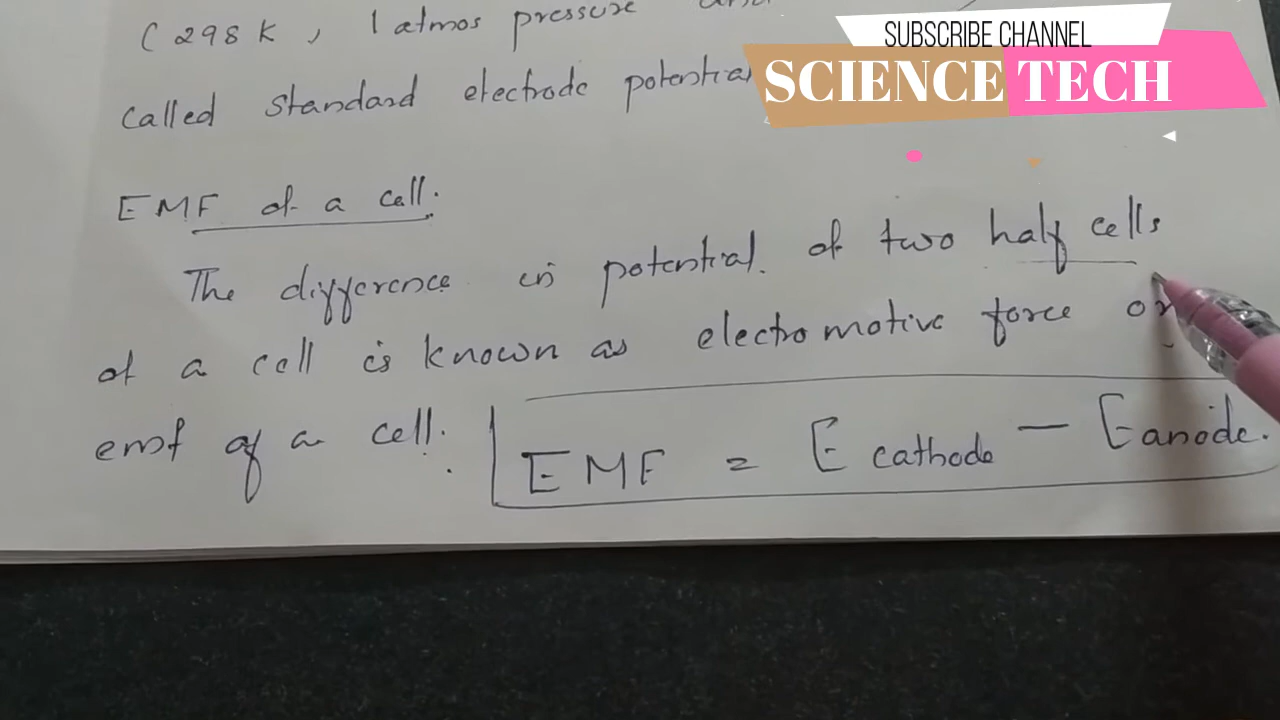 (298K, 1 atmos pressure
SUBSCRIBE CHANNEL
called standard electrode potential
SCIENCE TECH
EMF of a cell.
The difference in potential. of two half cells
of a cell is known as electromotive force or
emf of a cell.
EMF = E cathode - E anode.